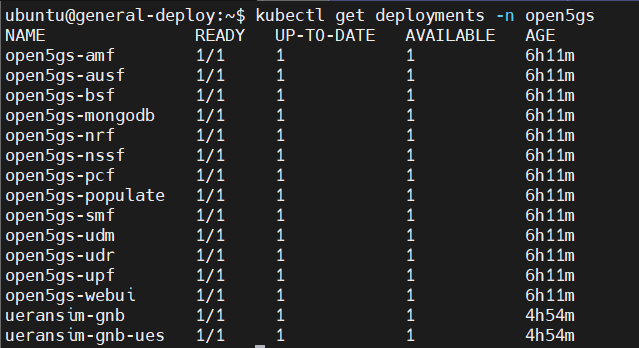 ubuntu@general-deploy:~$ kubectl get deployments -n open5gs
NAME READY UP-TO-DATE AVAILABLE AGE
open5gs-amf 1/1 1 1 6h11m
open5gs-ausf 1/1 1 1 6h11m
open5gs-bsf 1/1 1 1 6h11m
open5gs-mongodb 1/1 1 1 6h11m
open5gs-nrf 1/1 1 1 6h11m
open5gs-nssf 1/1 1 1 6h11m
open5gs-pcf 1/1 1 1 6h11m
open5gs-populate 1/1 1 1 6h11m
open5gs-smf 1/1 1 1 6h11m
open5gs-udm 1/1 1 1 6h11m
open5gs-udr 1/1 1 1 6h11m
open5gs-upf 1/1 1 1 6h11m
open5gs-webui 1/1 1 1 6h11m
ueransim-gnb 1/1 1 1 4h54m
ueransim-gnb-ues 1/1 1 1 4h54m